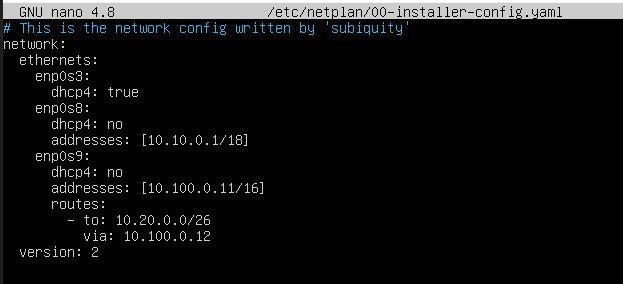 GNU nano 4.8 /etc/netplan/00-installer-config.yaml
# This is the network config written by 'subiquity'
network:
  ethernets:
    enp0s3:
      dhcp4: true
    enp0s8:
      dhcp4: no
      addresses: [10.10.0.1/18]
    enp0s9:
      dhcp4: no
      addresses: [10.100.0.11/16]
      routes:
        - to: 10.20.0.0/26
          via: 10.100.0.12
  version: 2